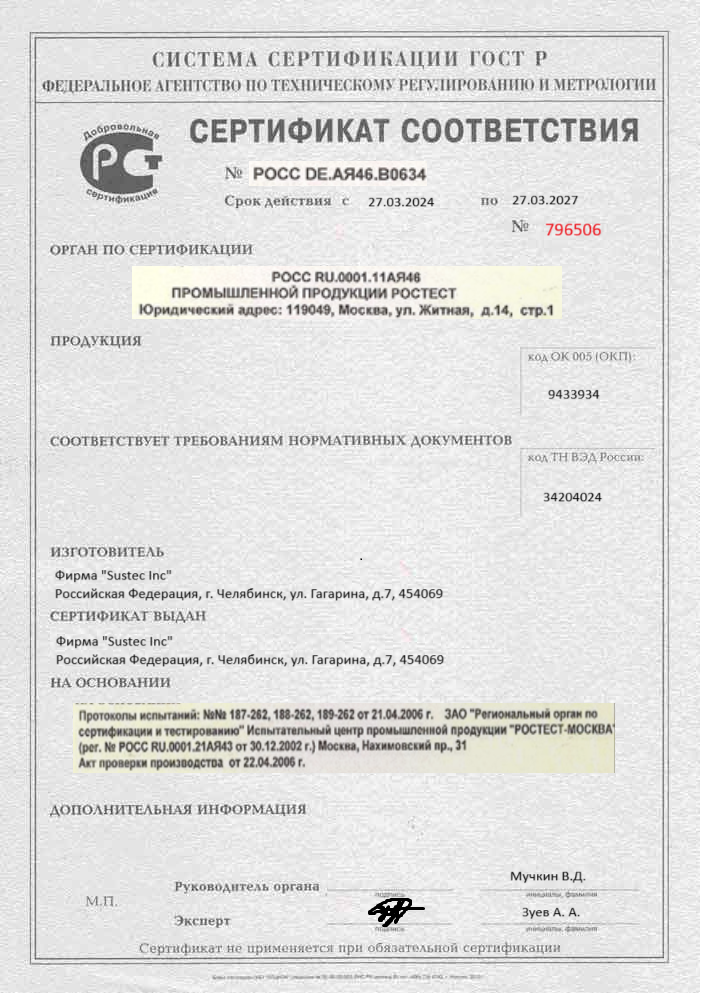 СИСТЕМА СЕРТИФИКАЦИИ ГОСТ Р
ФЕДЕРАЛЬНОЕ АГЕНТСТВО ПО ТЕХНИЧЕСКОМУ РЕГУЛИРОВАНИЮ И МЕТРОЛОГИИ
Добровольная
РСТ
сертификация
СЕРТИФИКАТ СООТВЕТСТВИЯ
№ РОСС DE.АЯ46.В0634
Срок действия с 27.03.2024 по 27.03.2027
№ 796506
ОРГАН ПО СЕРТИФИКАЦИИ
РОСС RU.0001.11АЯ46
ПРОМЫШЛЕННОЙ ПРОДУКЦИИ РОСТЕСТ
Юридический адрес: 119049, Москва, ул. Житная, д.14, стр.1
ПРОДУКЦИЯ
код ОК 005 (ОКП):
9433934
СООТВЕТСТВУЕТ ТРЕБОВАНИЯМ НОРМАТИВНЫХ ДОКУМЕНТОВ
код ТН ВЭД России:
34204024
ИЗГОТОВИТЕЛЬ
Фирма "Sustec Inc"
Российская Федерация, г. Челябинск, ул. Гагарина, д.7, 454069
СЕРТИФИКАТ ВЫДАН
Фирма "Sustec Inc"
Российская Федерация, г. Челябинск, ул. Гагарина, д.7, 454069
НА ОСНОВАНИИ
Протоколы испытаний: №№ 187-262, 188-262, 189-262 от 21.04.2006 г. ЗАО "Региональный орган по
сертификации и тестированию" Испытательный центр промышленной продукции "РОСТЕСТ-МОСКВА"
(рег. № РОСС RU.0001.21АЯ43 от 30.12.2002 г.) Москва, Нахимовский пр., 31
Акт проверки производства от 22.04.2006 г.
ДОПОЛНИТЕЛЬНАЯ ИНФОРМАЦИЯ
М.П.
Руководитель органа
подпись
Мучкин В.Д.
инициалы, фамилия
Эксперт
подпись
Зуев А. А.
инициалы, фамилия
Сертификат не применяется при обязательной сертификации